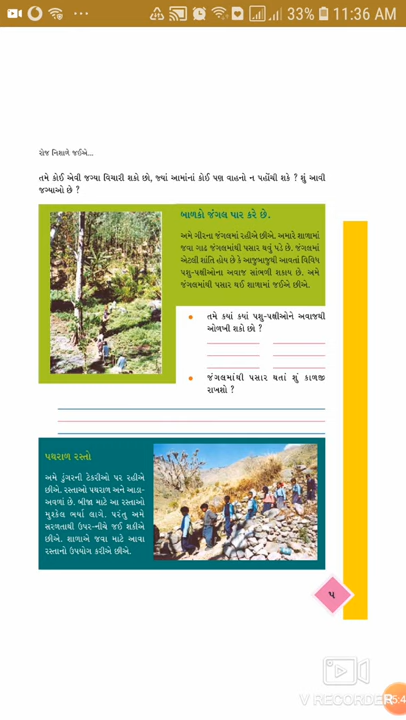 33% 11:36 AM
રોજ નિશાળે જઈએ...
તમે કોઈ એવી જગ્યા વિચારી શકો છો, જ્યાં આમાંનાં કોઈ પણ વાહનો ન પહોંચી શકે ? શું આવી
જગ્યાઓ છે ?
બાળકો જંગલ પાર કરે છે.
અમે ગીરના જંગલમાં રહીએ છીએ. અમારે શાળામાં
જવા ગાઢ જંગલમાંથી પસાર થવું પડે છે. જંગલમાં
એટલી શાંતિ હોય છે કે આજુબાજુથી આવતાં વિવિધ
પશુ-પક્ષીઓના અવાજ સાંભળી શકાય છે. અમે
જંગલમાંથી પસાર થઈ શાળામાં જઈએ છીએ.
• તમે ક્યાં ક્યાં પશુ-પક્ષીઓને અવાજથી
ઓળખી શકો છો ?
• જંગલમાંથી પસાર થતાં શું કાળજી
રાખશો ?
પથરાળ રસ્તો
અમે ડુંગરની ટેકરીઓ પર રહીએ
છીએ. રસ્તાઓ પથરાળ અને આડા-
અવળાં છે. બીજા માટે આ રસ્તાઓ
મુશ્કેલ ભર્યા લાગે. પરંતુ અમે
સરળતાથી ઉપર-નીચે જઈ શકીએ
છીએ. શાળાએ જવા માટે આવા
રસ્તાનો ઉપયોગ કરીએ છીએ.
૫
V RECORDER